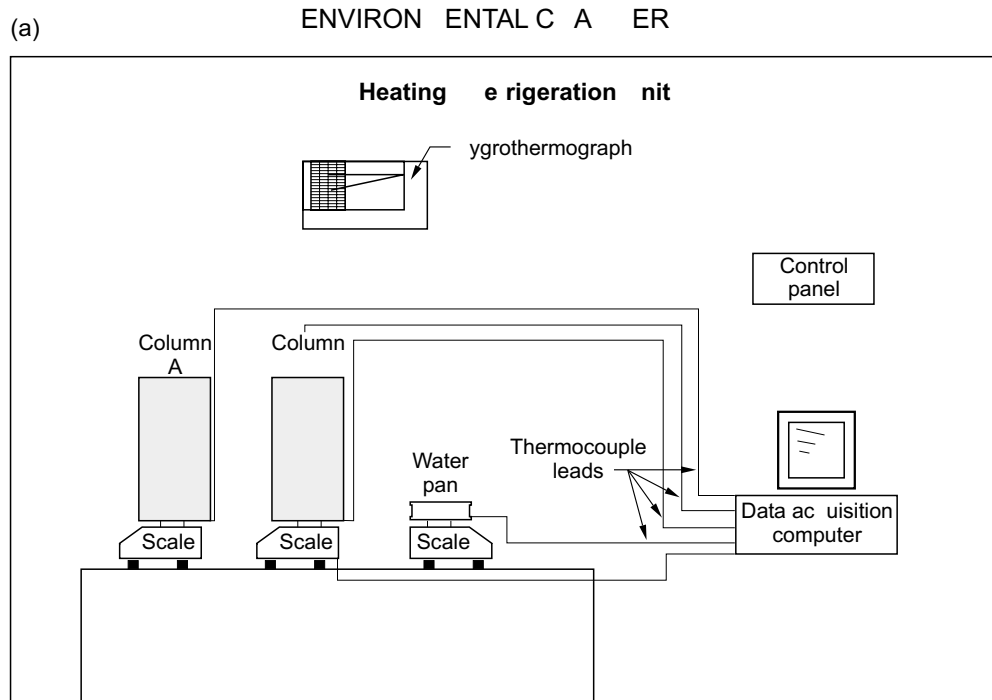 (a)
ENVIRON ENTAL C A ER
Heating e rigeration nit
ygrothermograph
Control
panel
Column
A
Column
Water
pan
Thermocouple
leads
Scale
Scale
Scale
Data ac uisition
computer